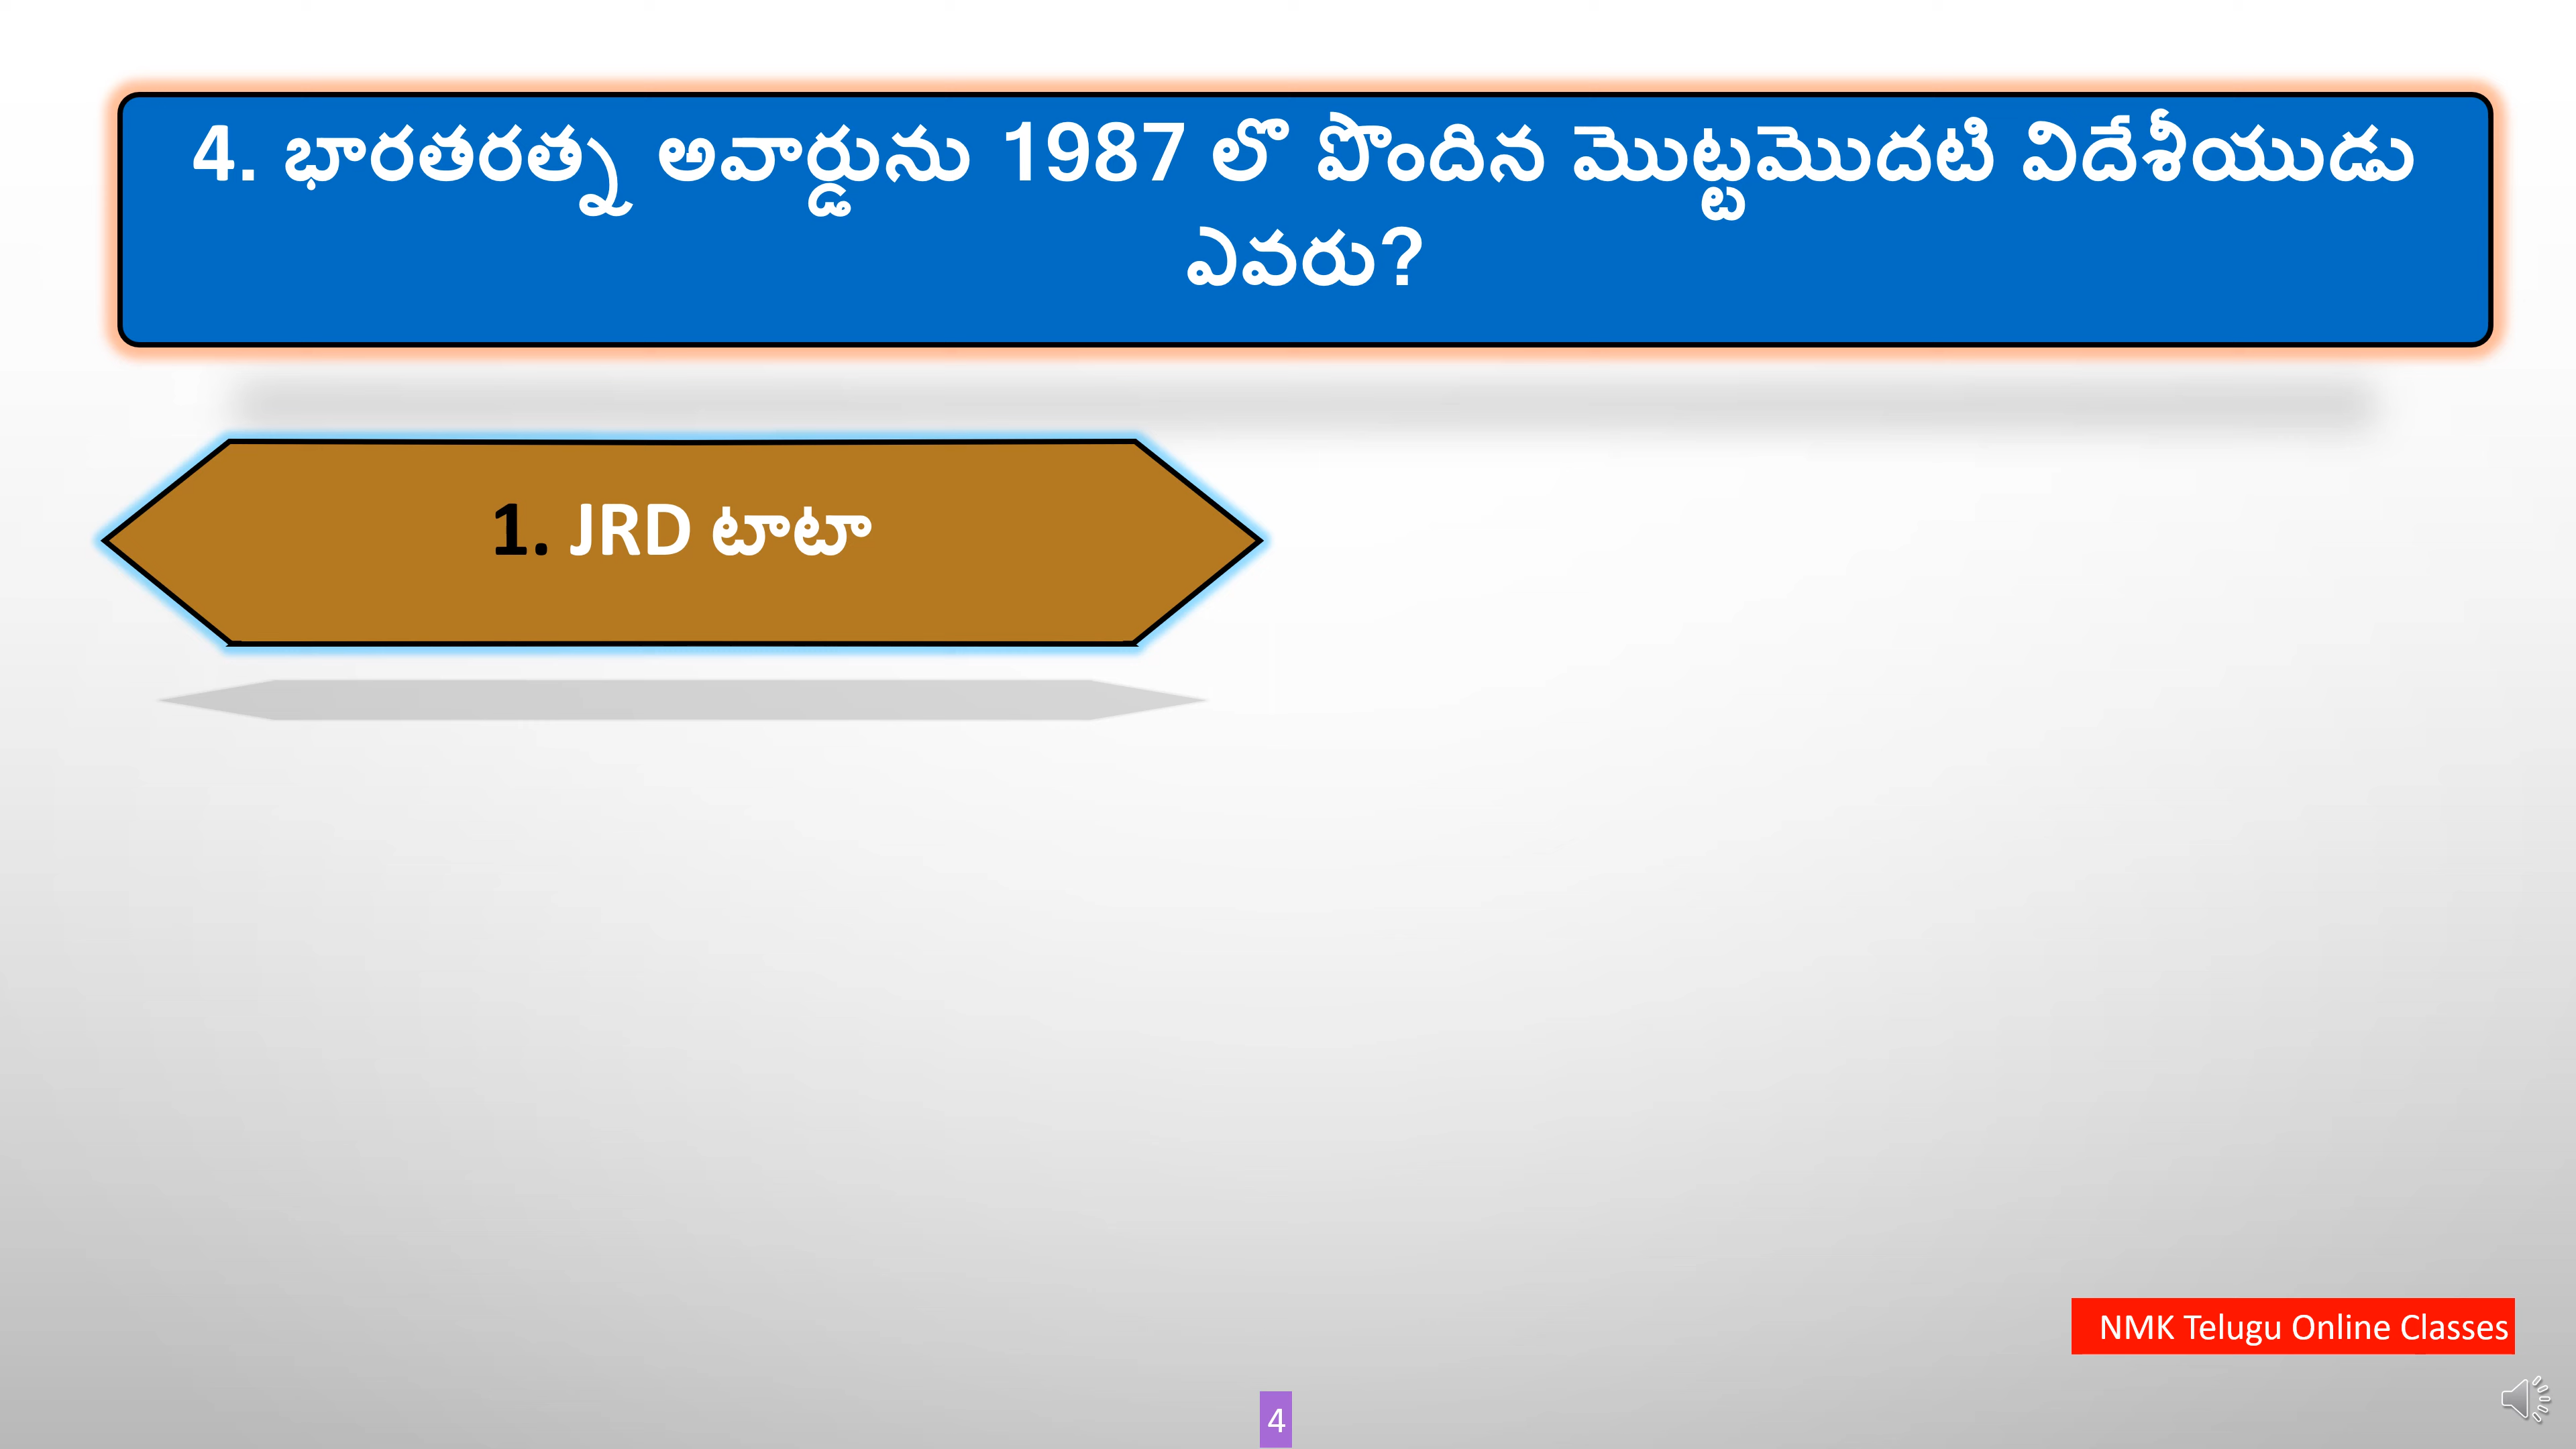 4. భారతరత్న అవార్డును 1987 లొ పొందిన మొట్టమొదటి విదేశీయుడు
ఎవరు?
1. JRD టాటా
NMK Telugu Online Classes
4